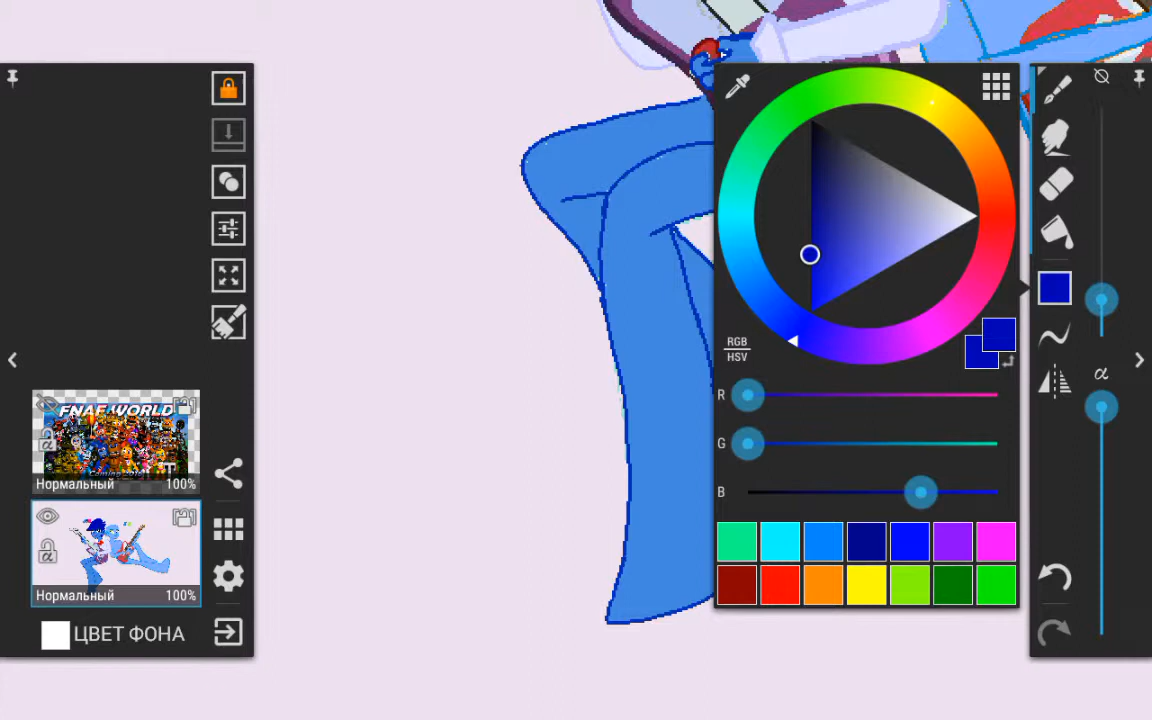 FNAF WORLD
Нормальный 100%
Нормальный 100%
ЦВЕТ ФОНА
RGB
HSV
R
G
B
α